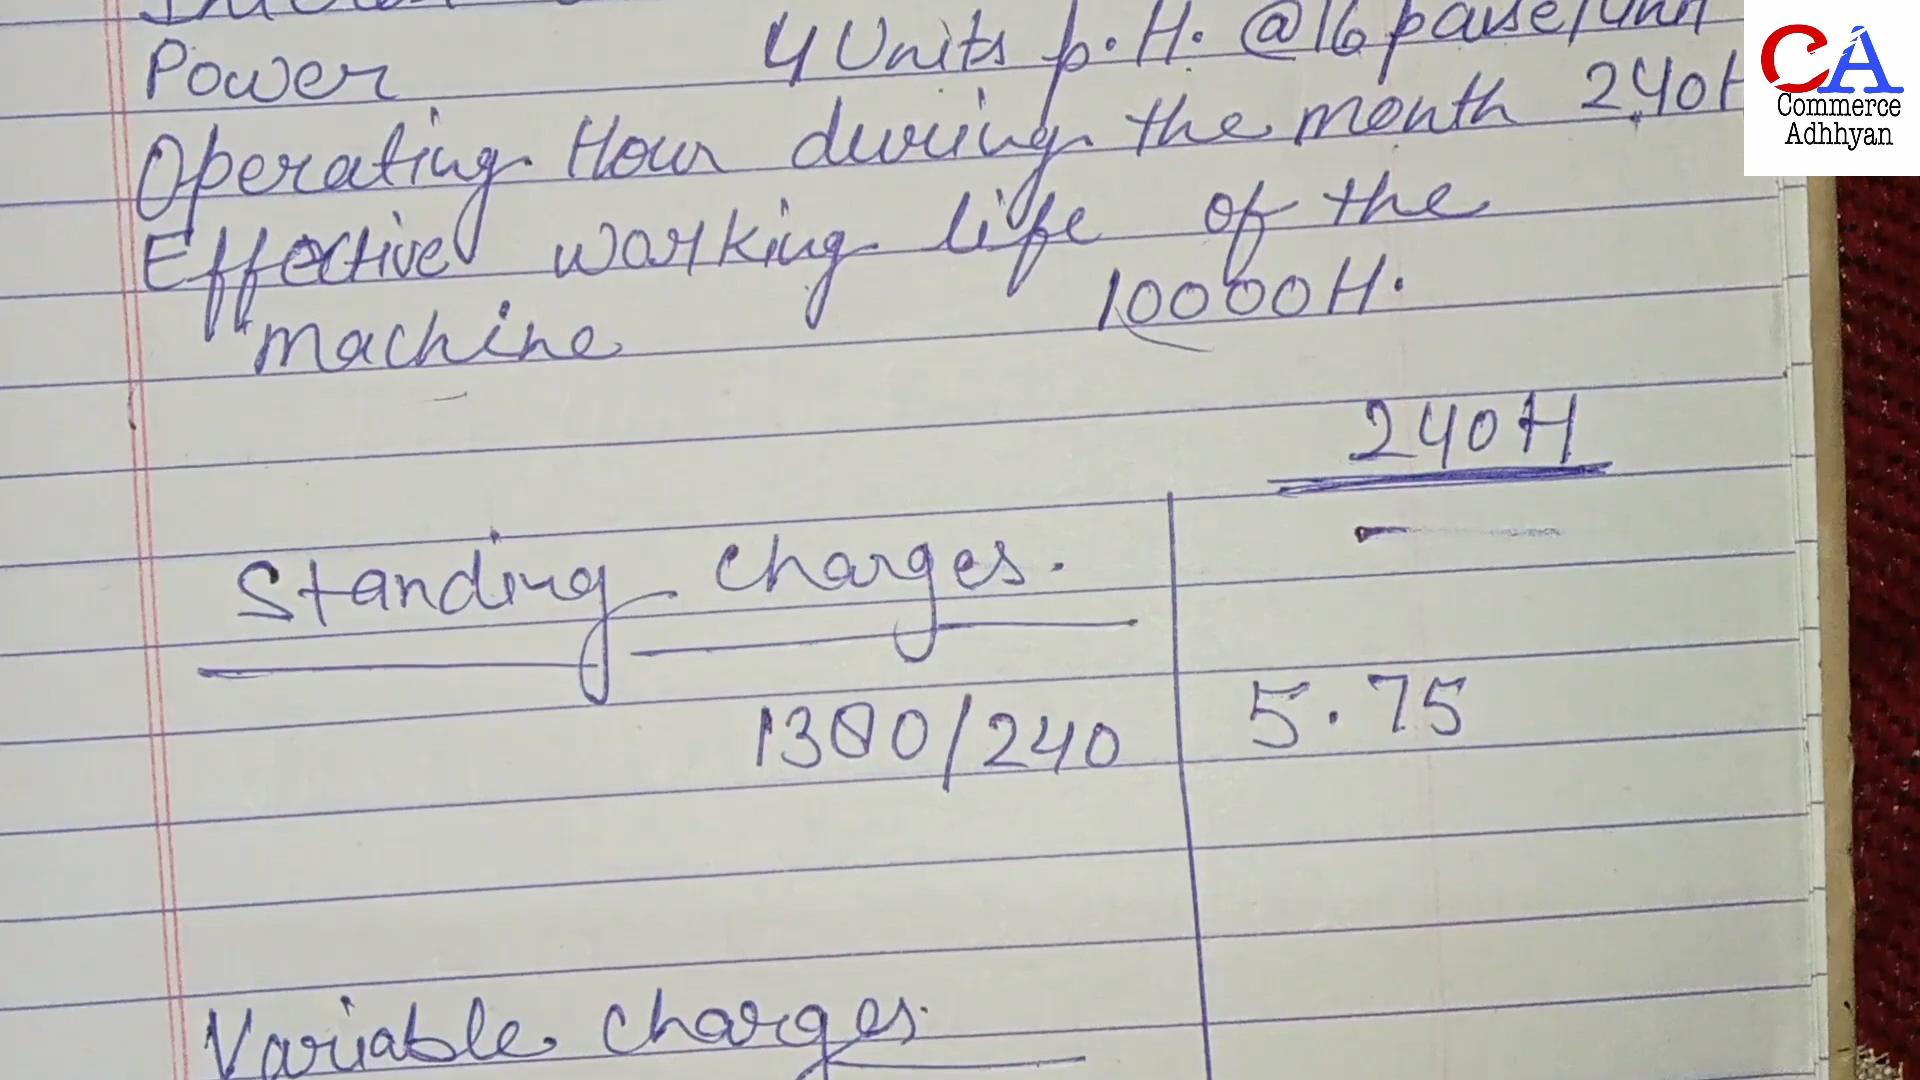 Power 4 Units p. H. @16 paise/unit
Operating Hour during the month 240H
Effective working life of the
machine 10000H.
240H
Standing charges.
1380/240 5.75
Variable charges.
CA
Commerce
Adhhyan